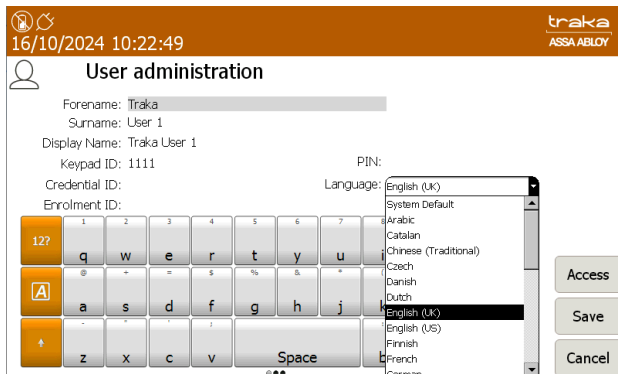 traka
16/10/2024 10:22:49
ASSA ABLOY
User administration
Forename: Traka
Surname: User 1
Display Name: Traka User 1
Keypad ID: 1111
PIN:
Credential ID:
Language: English (UK)
Enrolment ID:
System Default
Arabic
Catalan
Chinese (Traditional)
Czech
Danish
Dutch
English (UK)
English (US)
Finnish
French
German
12?
1 2 3 4 5 6 7 8
q w e r t y u i
@ + = $ % & * (
A
a s d f g h j k
z x c v Space b
Access
Save
Cancel